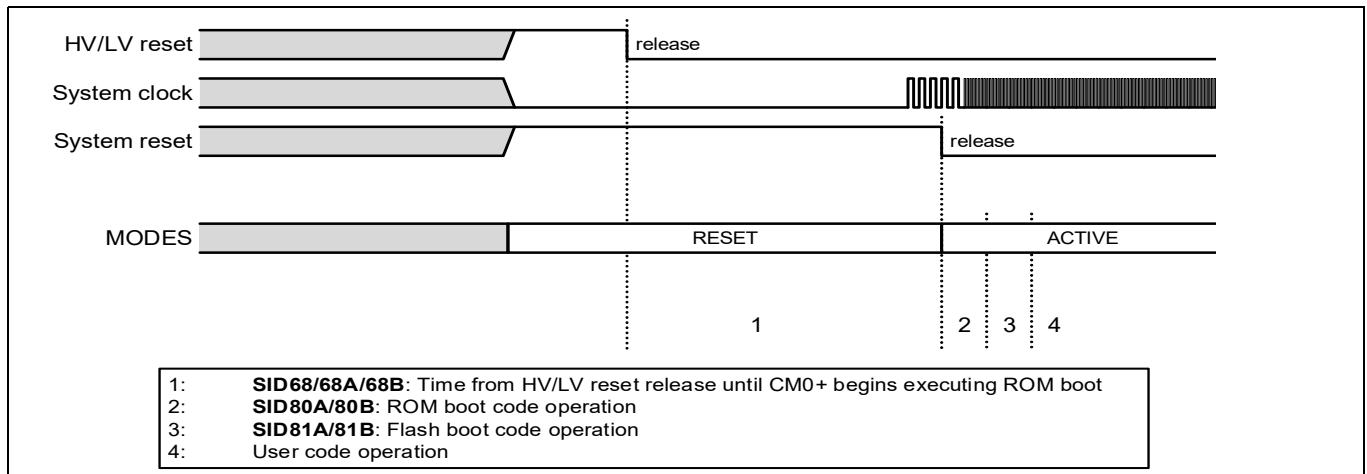 HV/LV reset release
System clock
System reset release
MODES RESET ACTIVE
1 2 3 4
1: SID68/68A/68B: Time from HV/LV reset release until CM0+ begins executing ROM boot
2: SID80A/80B: ROM boot code operation
3: SID81A/81B: Flash boot code operation
4: User code operation